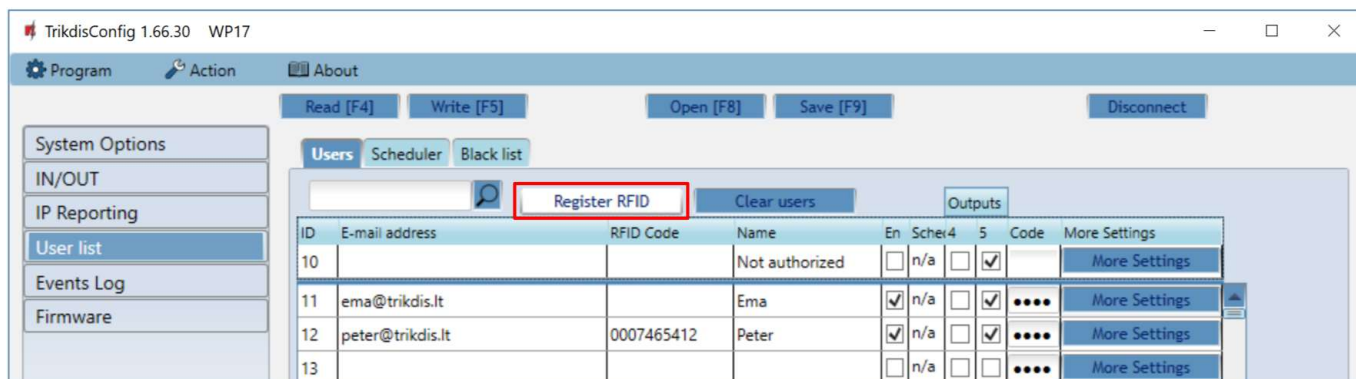 TrikdisConfig 1.66.30 WP17
Program Action About
Read [F4] Write [F5] Open [F8] Save [F9] Disconnect
System Options
IN/OUT
IP Reporting
User list
Events Log
Firmware
Users Scheduler Black list
Register RFID Clear users Outputs
ID E-mail address RFID Code Name En Sche 4 5 Code More Settings
10 Not authorized n/a More Settings
11 ema@trikdis.lt Ema n/a •••• More Settings
12 peter@trikdis.lt 0007465412 Peter n/a •••• More Settings
13 n/a •••• More Settings